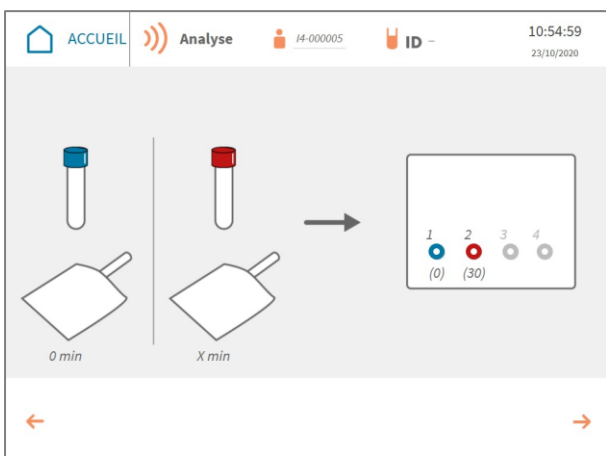 ACCUEIL Analyse I4-000005 ID – 10:54:59
23/10/2020
1 2 3 4
(0) (30)
0 min X min